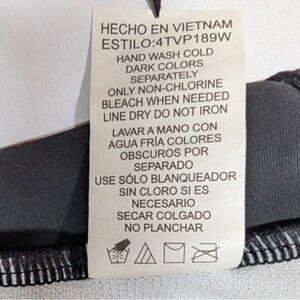 HECHO EN VIETNAM
ESTILO:4TVP189W
HAND WASH COLD
DARK COLORS
SEPARATELY
ONLY NON-CHLORINE
BLEACH WHEN NEEDED
LINE DRY DO NOT IRON
LAVAR A MANO CON
AGUA FRÍA COLORES
OBSCUROS POR
SEPARADO
USE SÓLO BLANQUEADOR
SIN CLORO SI ES
NECESARIO
SECAR COLGADO
NO PLANCHAR
30C